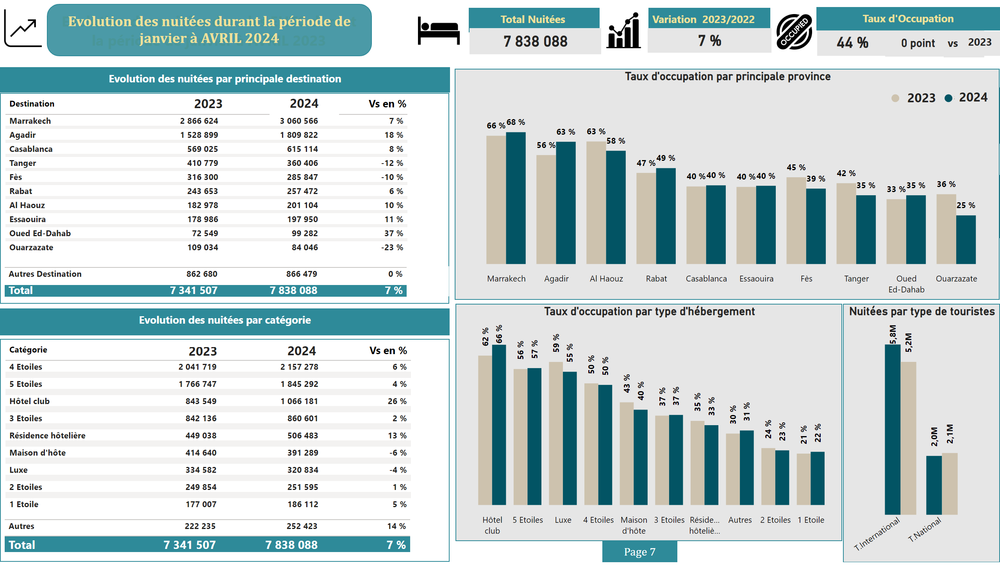 Evolution des nuitées durant la période de
janvier à AVRIL 2024
Total Nuitées
7 838 088
Variation 2023/2022
7 %
OCCUPIED
Taux d'Occupation
44 % 0 point vs 2023
Evolution des nuitées par principale destination
Destination 2023 2024 Vs en %
Marrakech 2 866 624 3 060 566 7 %
Agadir 1 528 899 1 809 822 18 %
Casablanca 569 025 615 114 8 %
Tanger 410 779 360 406 -12 %
Fès 316 300 285 847 -10 %
Rabat 243 653 257 472 6 %
Al Haouz 182 978 201 104 10 %
Essaouira 178 986 197 950 11 %
Oued Ed-Dahab 72 549 99 282 37 %
Ouarzazate 109 034 84 046 -23 %
Autres Destination 862 680 866 479 0 %
Total 7 341 507 7 838 088 7 %
Taux d'occupation par principale province
2023 2024
66 % 68 % 56 % 63 % 63 % 58 % 47 % 49 % 40 % 40 % 40 % 40 % 45 % 39 % 42 % 35 % 33 % 35 % 36 % 25 %
Marrakech Agadir Al Haouz Rabat Casablanca Essaouira Fès Tanger Oued Ouarzazate
Ed-Dahab
Evolution des nuitées par catégorie
Catégorie 2023 2024 Vs en %
4 Etoiles 2 041 719 2 157 278 6 %
5 Etoiles 1 766 747 1 845 292 4 %
Hôtel club 843 549 1 066 181 26 %
3 Etoiles 842 136 860 601 2 %
Résidence hôtelière 449 038 506 483 13 %
Maison d'hôte 414 640 391 289 -6 %
Luxe 334 582 320 834 -4 %
2 Etoiles 249 854 251 595 1 %
1 Etoile 177 007 186 112 5 %
Autres 222 235 252 423 14 %
Total 7 341 507 7 838 088 7 %
Taux d'occupation par type d'hébergement
62 % 66 % 56 % 57 % 59 % 55 % 50 % 50 % 43 % 40 % 37 % 37 % 35 % 33 % 30 % 31 % 24 % 23 % 21 % 22 %
Hôtel 5 Etoiles Luxe 4 Etoiles Maison 3 Etoiles Réside... Autres 2 Etoiles 1 Etoile
club d'hôte hôteliè...
Nuitées par type de touristes
5,8M 5,2M 2,0M 2,1M
T.International T.National
Page 7